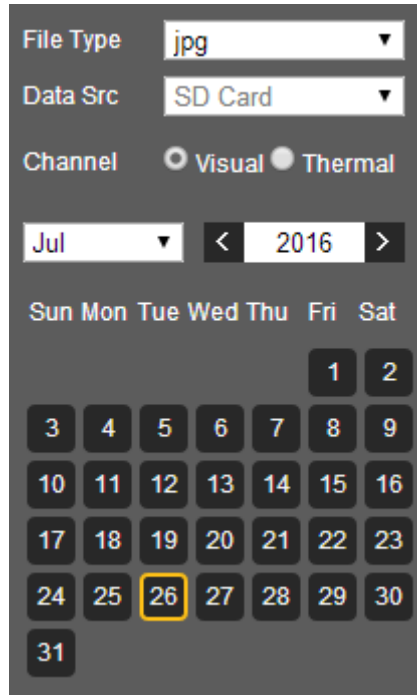 File Type jpg
Data Src SD Card
Channel Visual Thermal
Jul < 2016 >
Sun Mon Tue Wed Thu Fri Sat
1 2
3 4 5 6 7 8 9
10 11 12 13 14 15 16
17 18 19 20 21 22 23
24 25 26 27 28 29 30
31